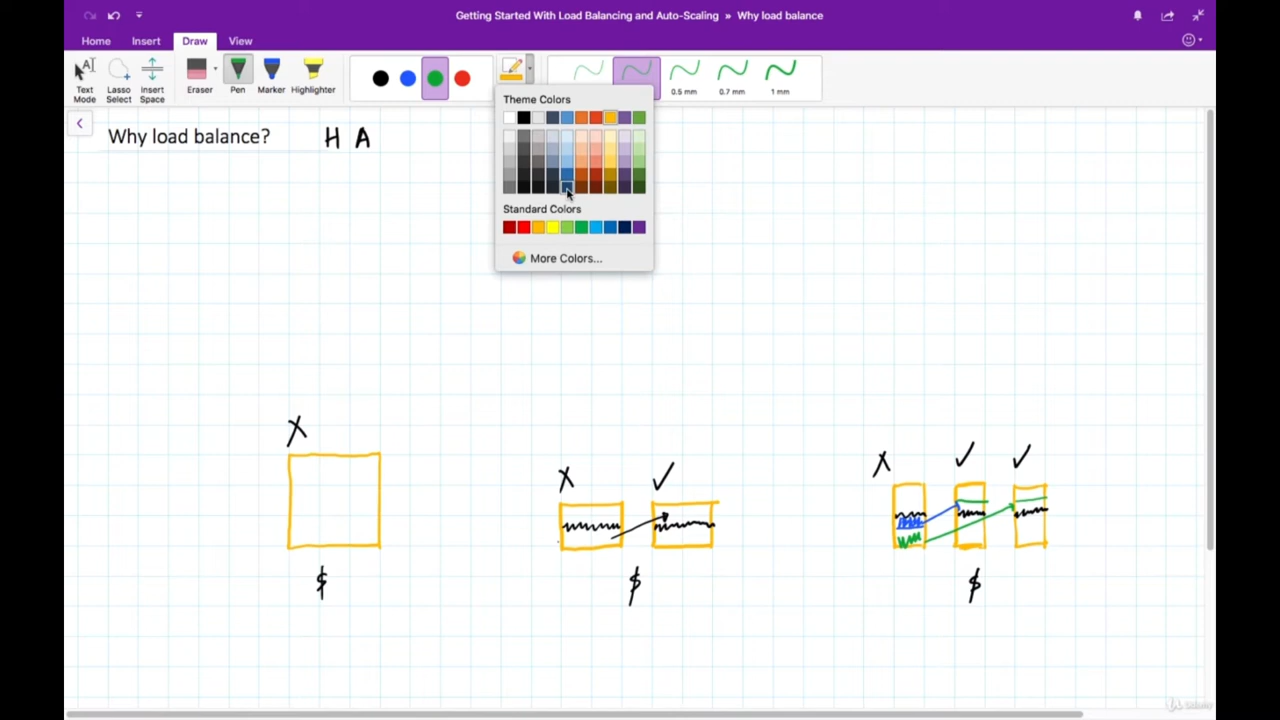 Getting Started With Load Balancing and Auto-Scaling » Why load balance
Home Insert Draw View
Text Mode
Lasso Select
Insert Space
Eraser
Pen
Marker
Highlighter
0.5 mm
0.7 mm
1 mm
Theme Colors
Standard Colors
More Colors...
Why load balance? H A
X
X ✓
X ✓ ✓
$
$
$
Udemy